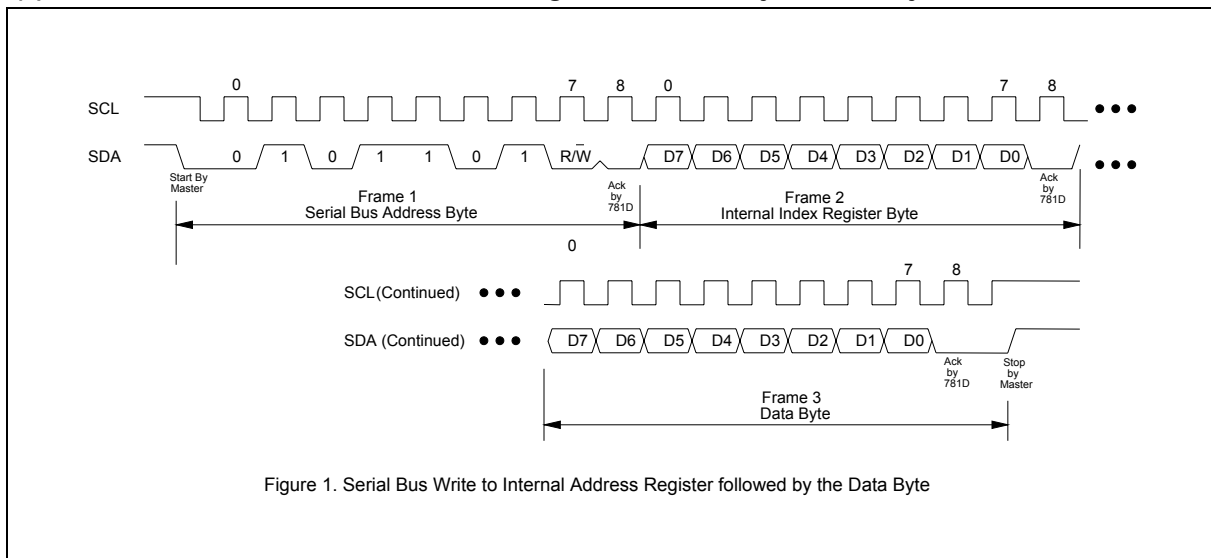 0 7 8 0 7 8
SCL
SDA 0 1 0 1 1 0 1 R/W D7 D6 D5 D4 D3 D2 D1 D0
Start By
Master
Ack
by
781D
Ack
by
781D
Frame 1
Serial Bus Address Byte
Frame 2
Internal Index Register Byte
0 7 8
SCL(Continued)
SDA (Continued) D7 D6 D5 D4 D3 D2 D1 D0
Ack
by
781D
Stop
by
Master
Frame 3
Data Byte
Figure 1. Serial Bus Write to Internal Address Register followed by the Data Byte